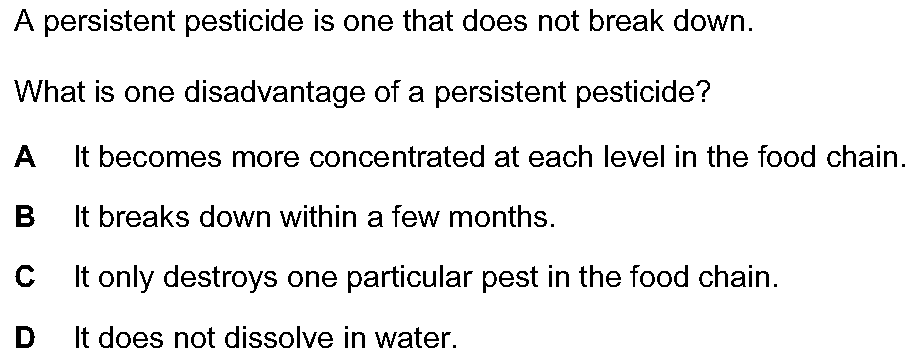 A persistent pesticide is one that does not break down.
What is one disadvantage of a persistent pesticide?
A It becomes more concentrated at each level in the food chain.
B It breaks down within a few months.
C It only destroys one particular pest in the food chain.
D It does not dissolve in water.